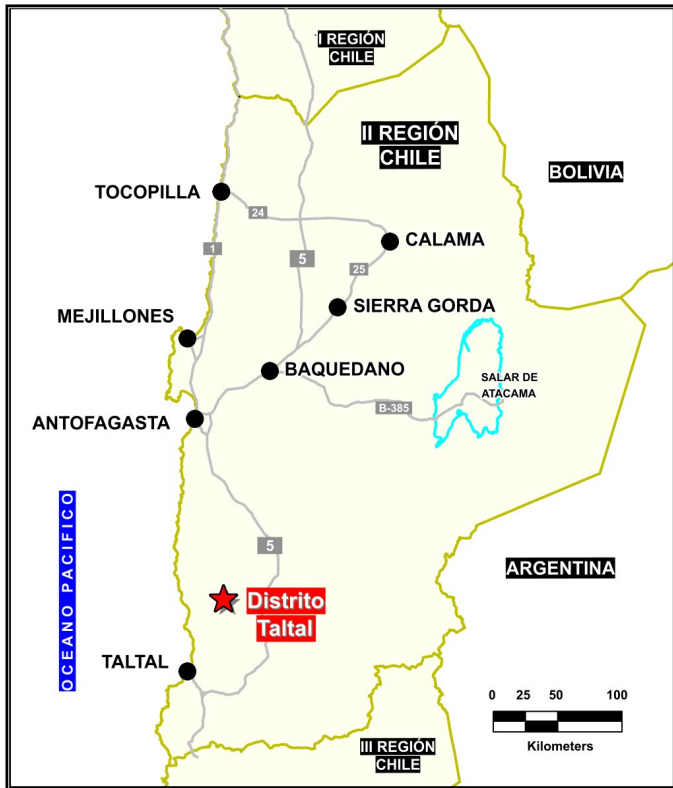 I REGIÓN
CHILE
II REGIÓN
CHILE
BOLIVIA
TOCOPILLA
24
1
5
CALAMA
25
SIERRA GORDA
MEJILLONES
BAQUEDANO
SALAR DE
ATACAMA
B-385
ANTOFAGASTA
OCEANO PACIFICO
5
ARGENTINA
Distrito
Taltal
TALTAL
0 25 50 100
Kilometers
III REGIÓN
CHILE